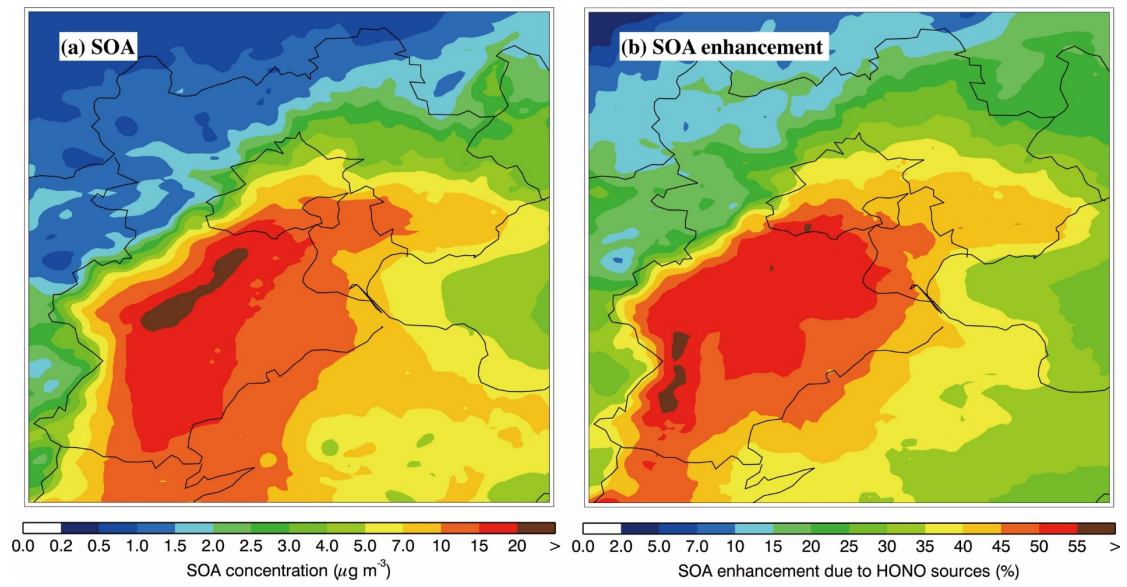 (a) SOA
(b) SOA enhancement
0.0 0.2 0.5 1.0 1.5 2.0 2.5 3.0 4.0 5.0 7.0 10 15 20 >
SOA concentration (μg m⁻³)
0.0 2.0 5.0 7.0 10 15 20 25 30 35 40 45 50 55 >
SOA enhancement due to HONO sources (%)